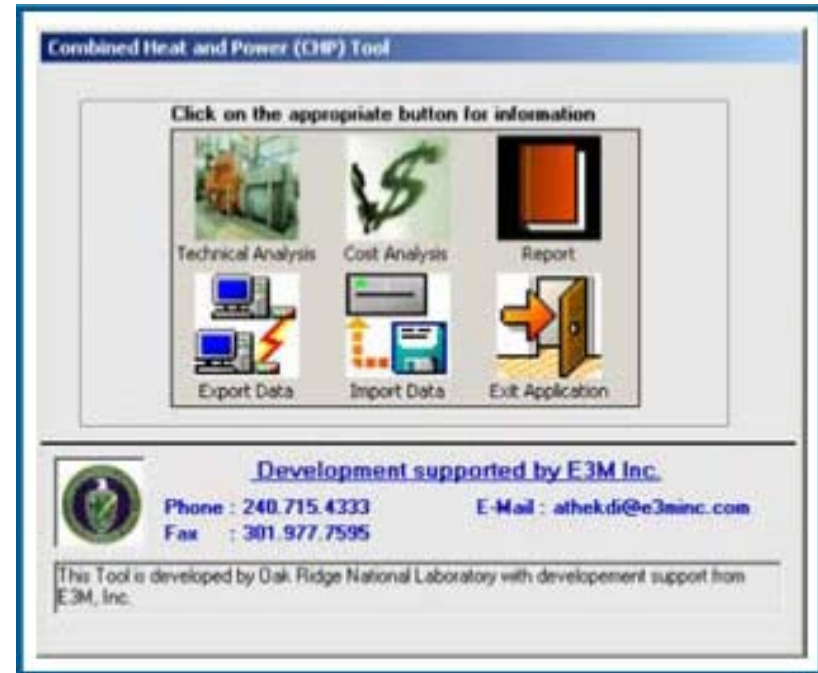 Combined Heat and Power (CHP) Tool
Click on the appropriate button for information
Technical Analysis Cost Analysis Report
Export Data Import Data Exit Application
Development supported by E3M Inc.
Phone : 240.715.4333 E-Mail : athekdi@e3minc.com
Fax : 301.977.7595
This Tool is developed by Oak Ridge National Laboratory with developement support from
E3M, Inc.